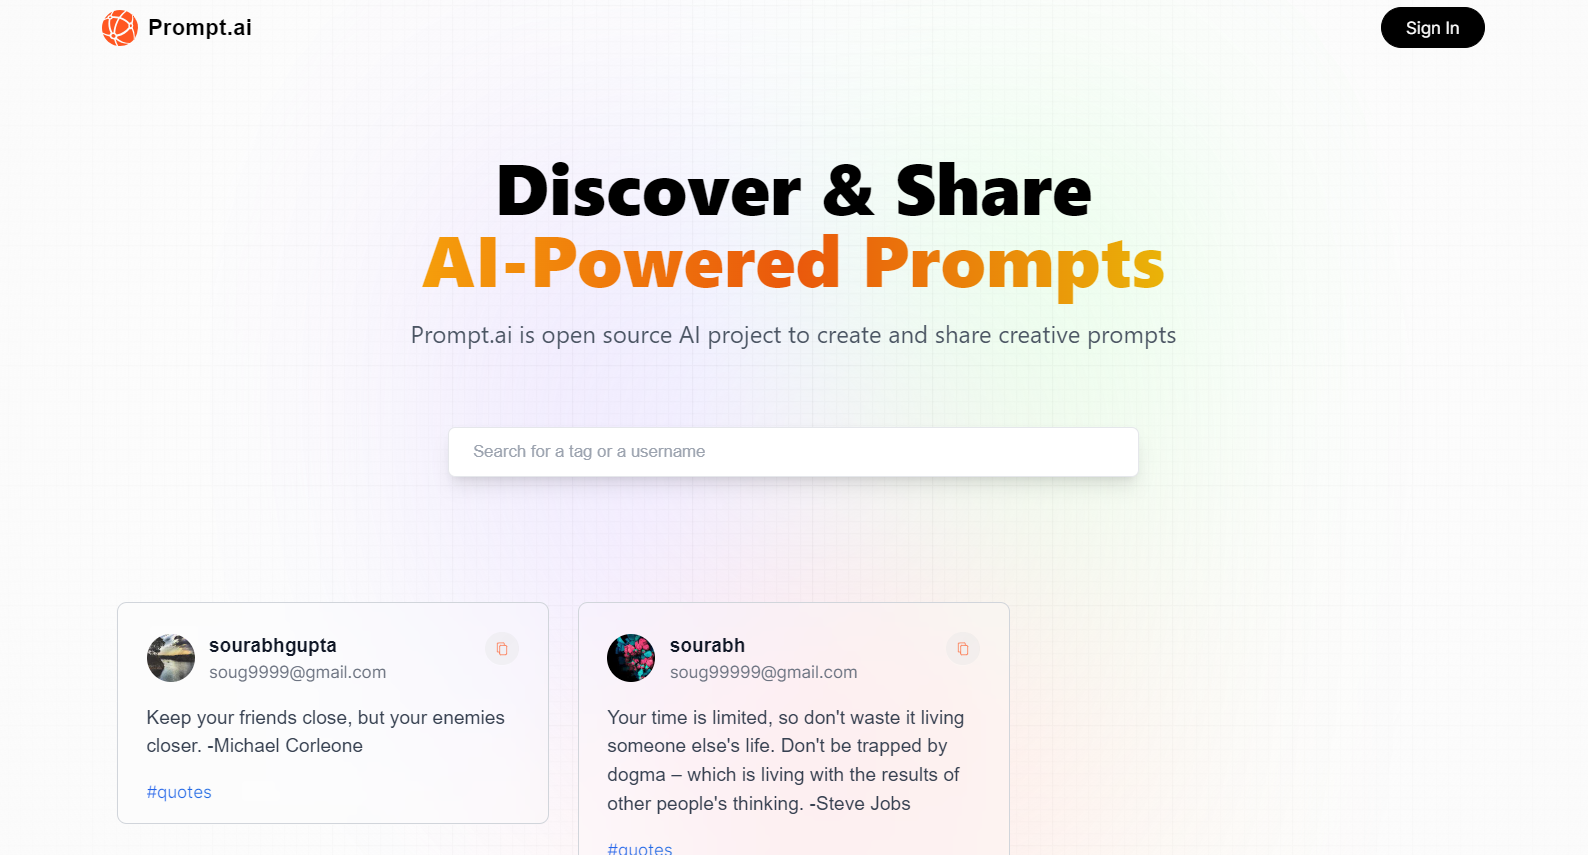 Prompt.ai
Sign In
Discover & Share
AI-Powered Prompts
Prompt.ai is open source AI project to create and share creative prompts
Search for a tag or a username
sourabhgupta
soug9999@gmail.com
Keep your friends close, but your enemies
closer. -Michael Corleone
#quotes
sourabh
soug99999@gmail.com
Your time is limited, so don't waste it living
someone else's life. Don't be trapped by
dogma – which is living with the results of
other people's thinking. -Steve Jobs
#quotes